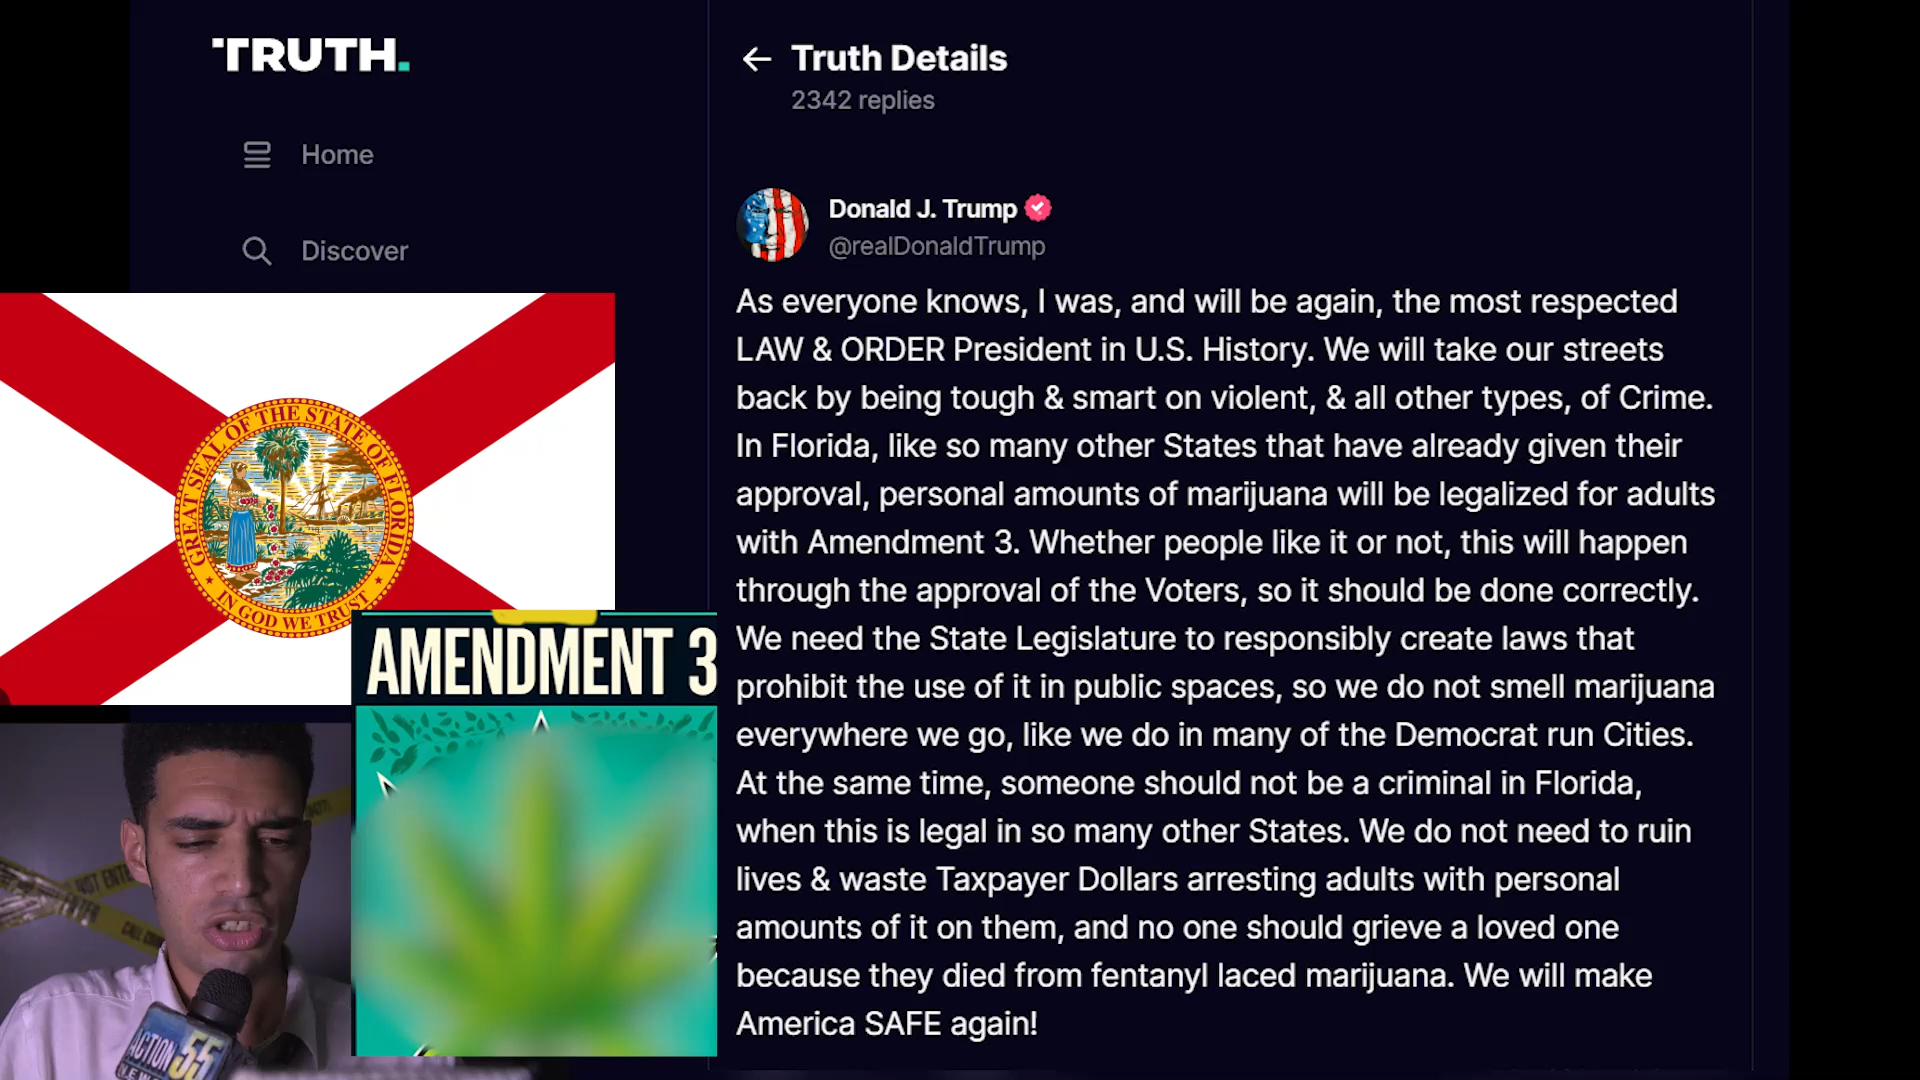 TRUTH.
Home
Discover
Truth Details
2342 replies
Donald J. Trump
@realDonaldTrump
As everyone knows, I was, and will be again, the most respected
LAW & ORDER President in U.S. History. We will take our streets
back by being tough & smart on violent, & all other types, of Crime.
In Florida, like so many other States that have already given their
approval, personal amounts of marijuana will be legalized for adults
with Amendment 3. Whether people like it or not, this will happen
through the approval of the Voters, so it should be done correctly.
We need the State Legislature to responsibly create laws that
prohibit the use of it in public spaces, so we do not smell marijuana
everywhere we go, like we do in many of the Democrat run Cities.
At the same time, someone should not be a criminal in Florida,
when this is legal in so many other States. We do not need to ruin
lives & waste Taxpayer Dollars arresting adults with personal
amounts of it on them, and no one should grieve a loved one
because they died from fentanyl laced marijuana. We will make
America SAFE again!
GREAT SEAL OF THE STATE OF FLORIDA
IN GOD WE TRUST
AMENDMENT 3
NOT ENTER
ACTION
55